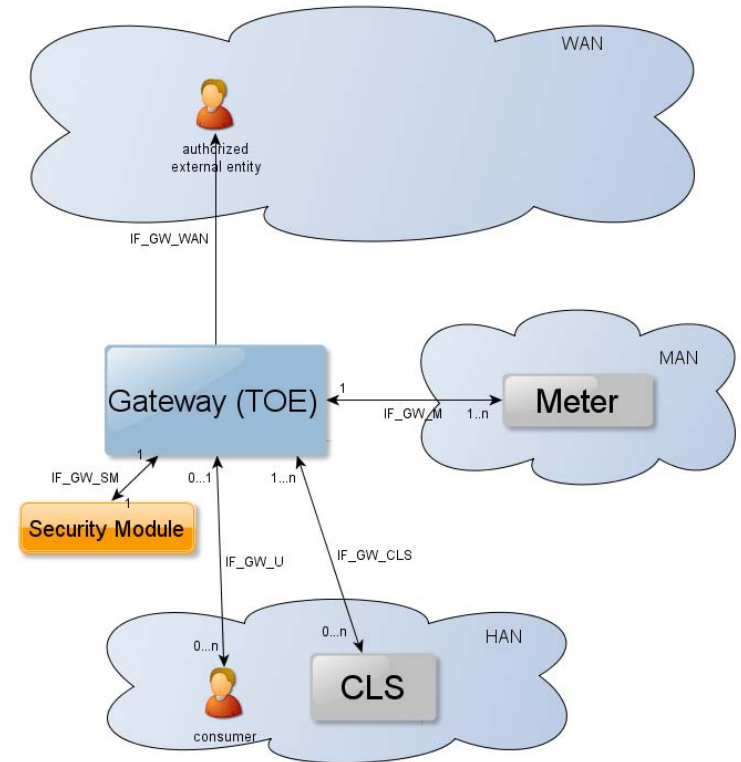 WAN
authorized
external entity
IF_GW_WAN
MAN
Gateway (TOE)
1
IF_GW_M
1..n
Meter
1
0...1
1...n
IF_GW_SM
1
Security Module
IF_GW_U
IF_GW_CLS
0...n
0...n
HAN
CLS
consumer